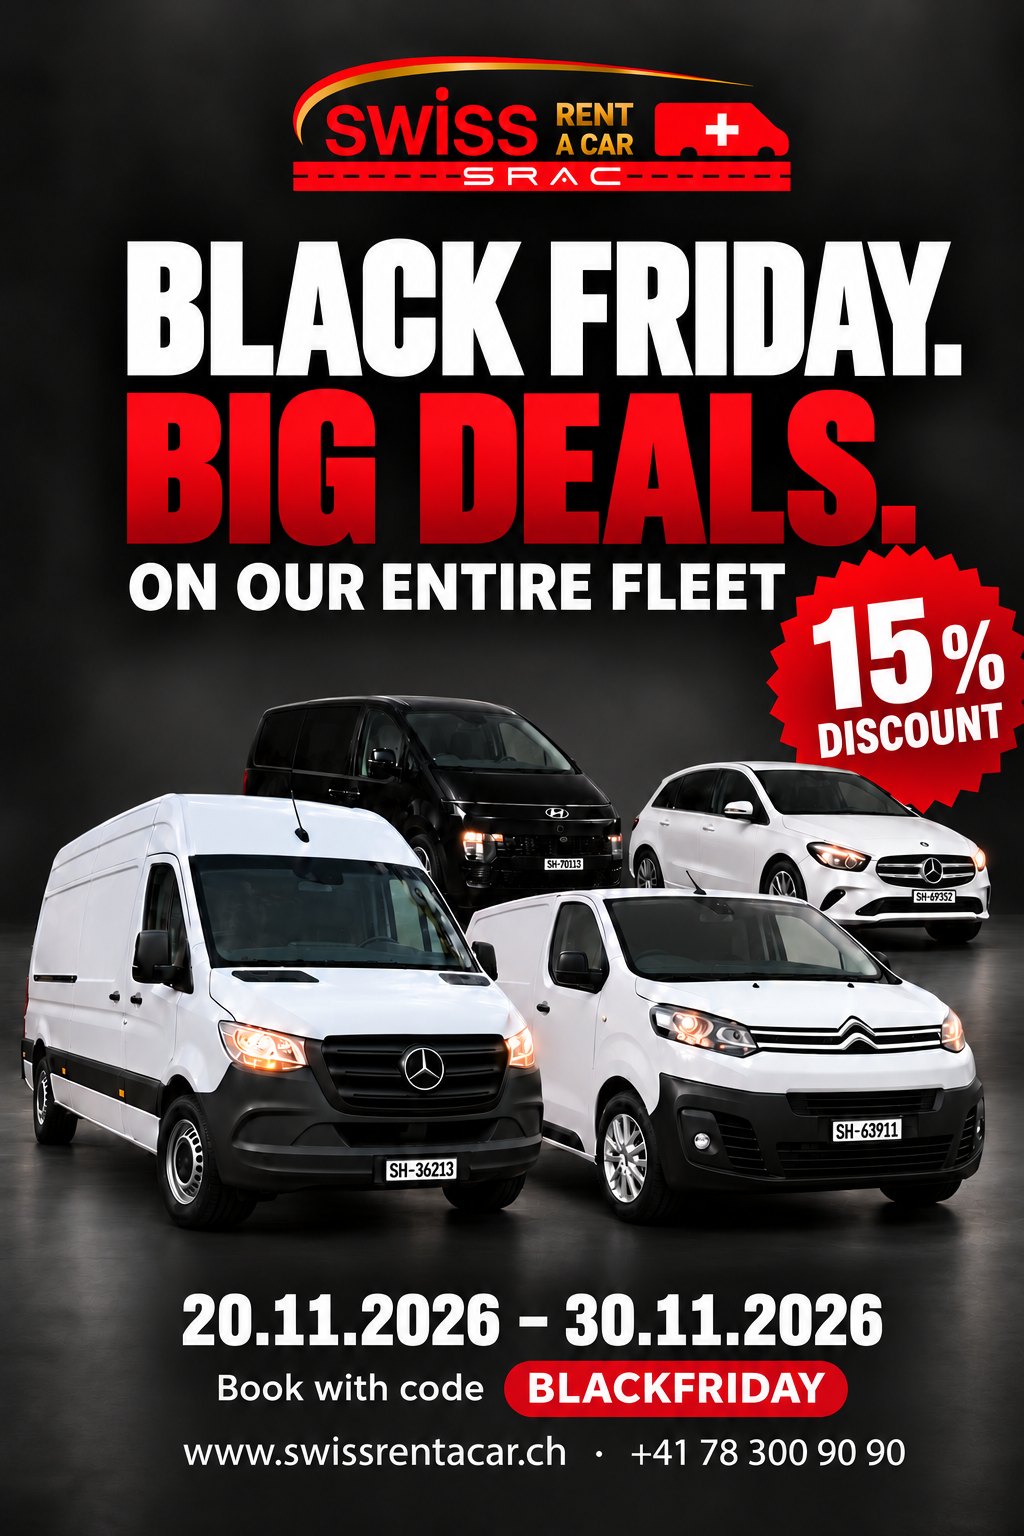 swiss RENT A CAR
SRAC
BLACK FRIDAY.
BIG DEALS.
ON OUR ENTIRE FLEET
15%
DISCOUNT
SH-70113
SH-69352
SH-63911
SH-36213
20.11.2026 – 30.11.2026
Book with code BLACKFRIDAY
www.swissrentacar.ch · +41 78 300 90 90